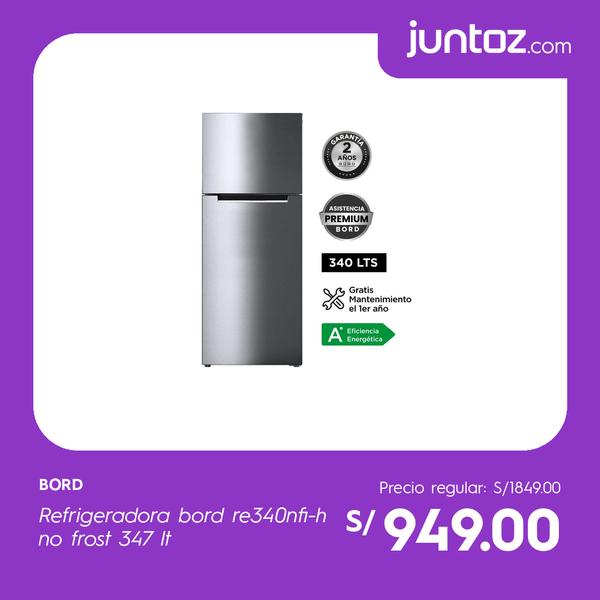 juntoz.com
GARANTÍA
2
AÑOS
BORD
ASISTENCIA
PREMIUM
BORD
340 LTS
Gratis
Mantenimiento
el 1er año
A+ Eficiencia
Energética
BORD
Precio regular: S/1849.00
Refrigeradora bord re340nfi-h
no frost 347 lt
S/ 949.00